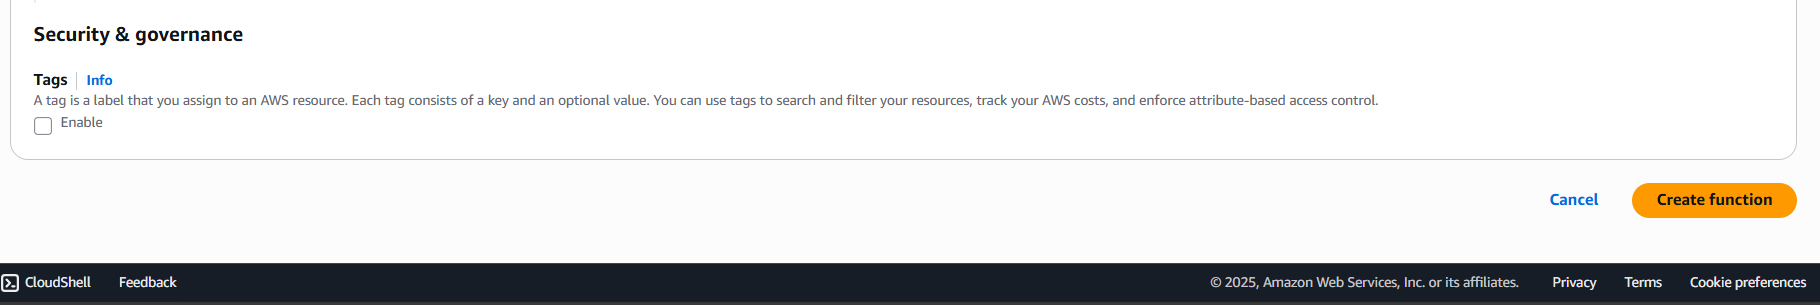 Security & governance
Tags Info
A tag is a label that you assign to an AWS resource. Each tag consists of a key and an optional value. You can use tags to search and filter your resources, track your AWS costs, and enforce attribute-based access control.
Enable
Cancel Create function
CloudShell Feedback © 2025, Amazon Web Services, Inc. or its affiliates. Privacy Terms Cookie preferences